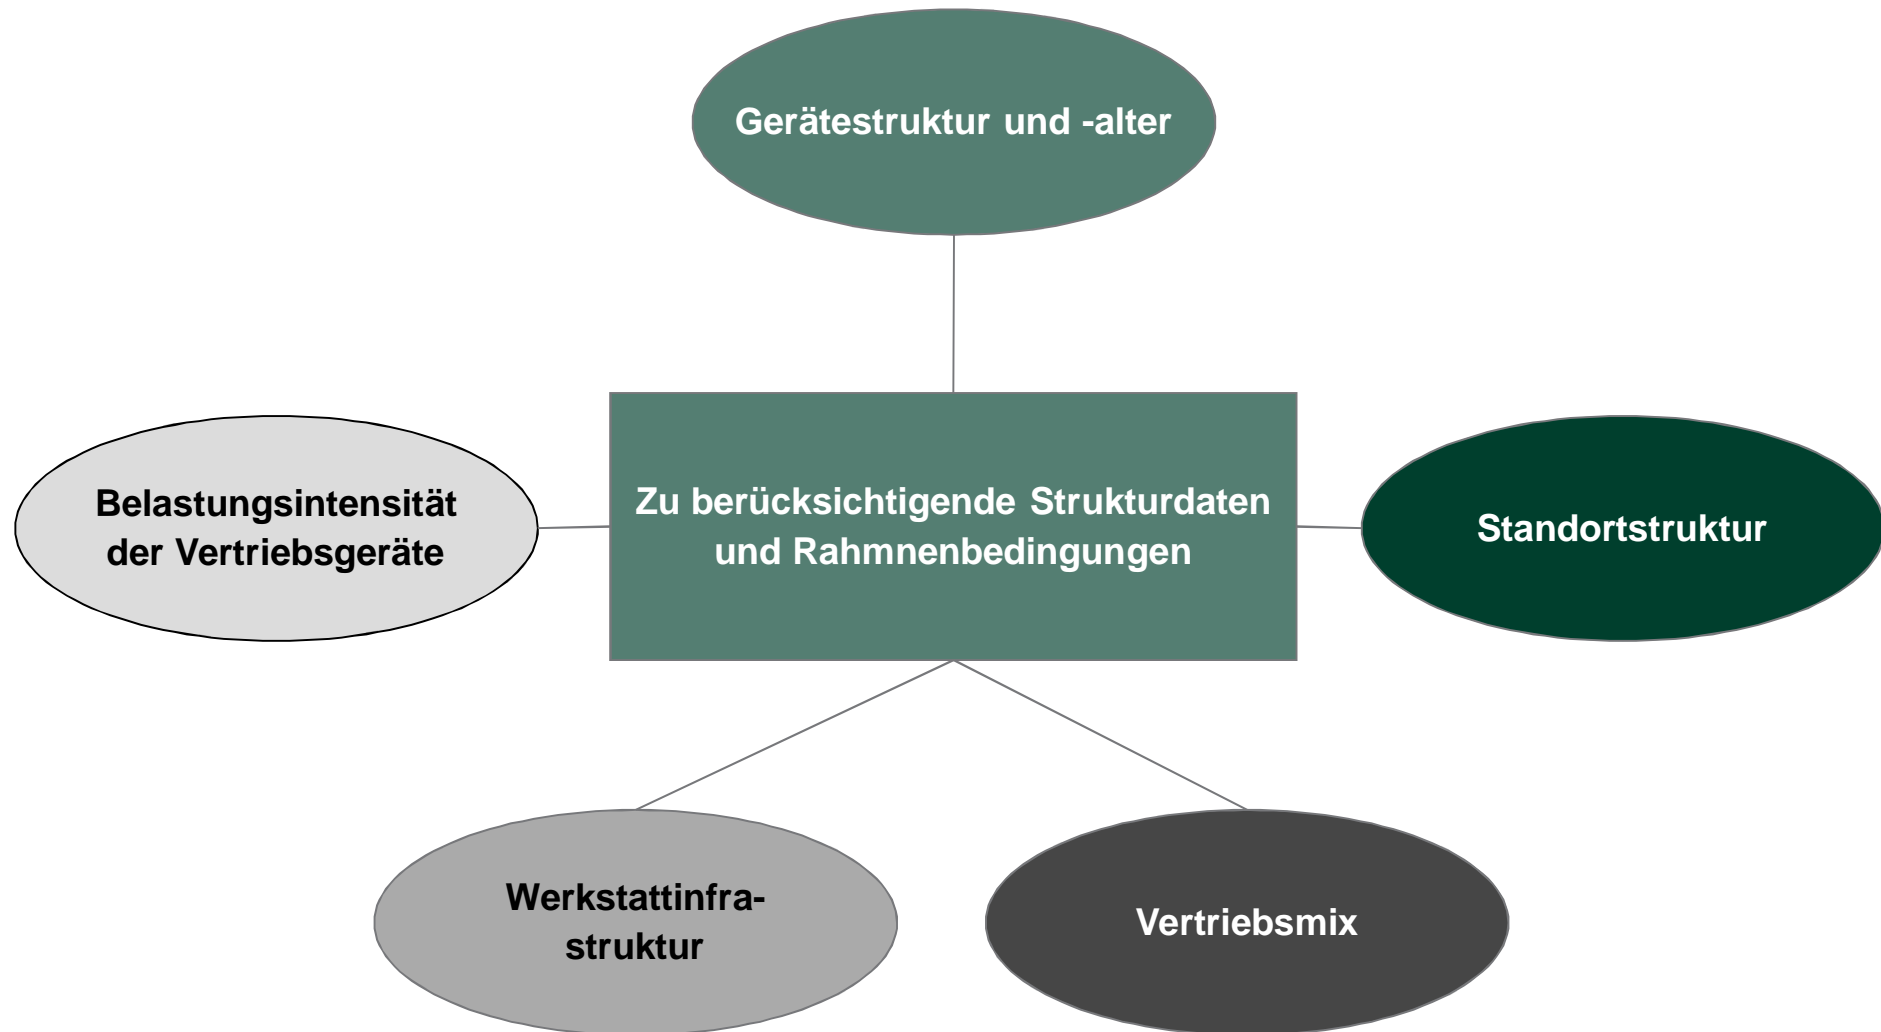 Gerätestruktur und -alter
Belastungsintensität
der Vertriebsgeräte
Zu berücksichtigende Strukturdaten
und Rahmnenbedingungen
Standortstruktur
Werkstattinfra-
struktur
Vertriebsmix